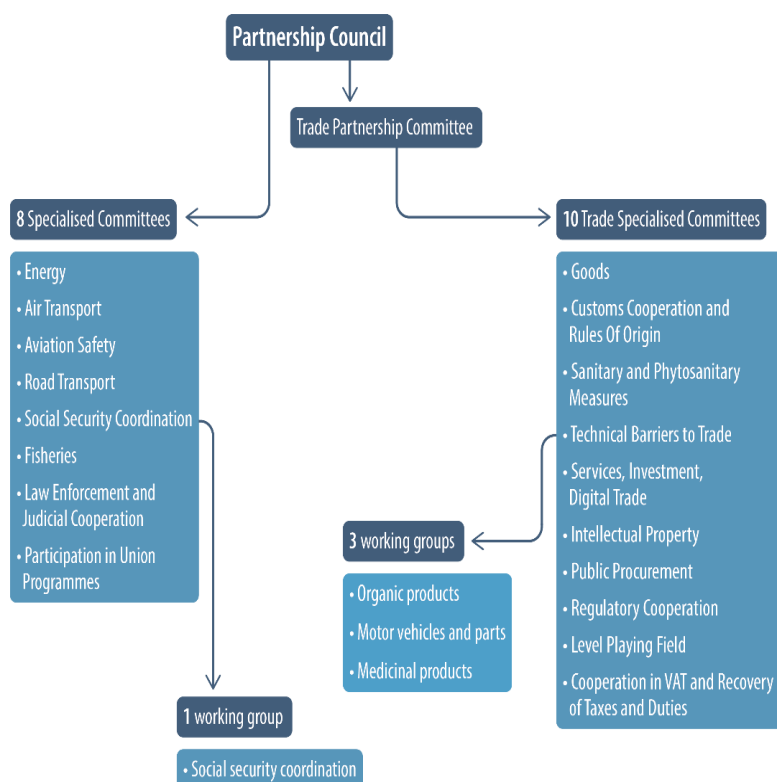 Partnership Council
Trade Partnership Committee
8 Specialised Committees
• Energy
• Air Transport
• Aviation Safety
• Road Transport
• Social Security Coordination
• Fisheries
• Law Enforcement and
Judicial Cooperation
• Participation in Union
Programmes
10 Trade Specialised Committees
• Goods
• Customs Cooperation and
Rules Of Origin
• Sanitary and Phytosanitary
Measures
• Technical Barriers to Trade
• Services, Investment,
Digital Trade
• Intellectual Property
• Public Procurement
• Regulatory Cooperation
• Level Playing Field
• Cooperation in VAT and Recovery
of Taxes and Duties
3 working groups
• Organic products
• Motor vehicles and parts
• Medicinal products
1 working group
• Social security coordination